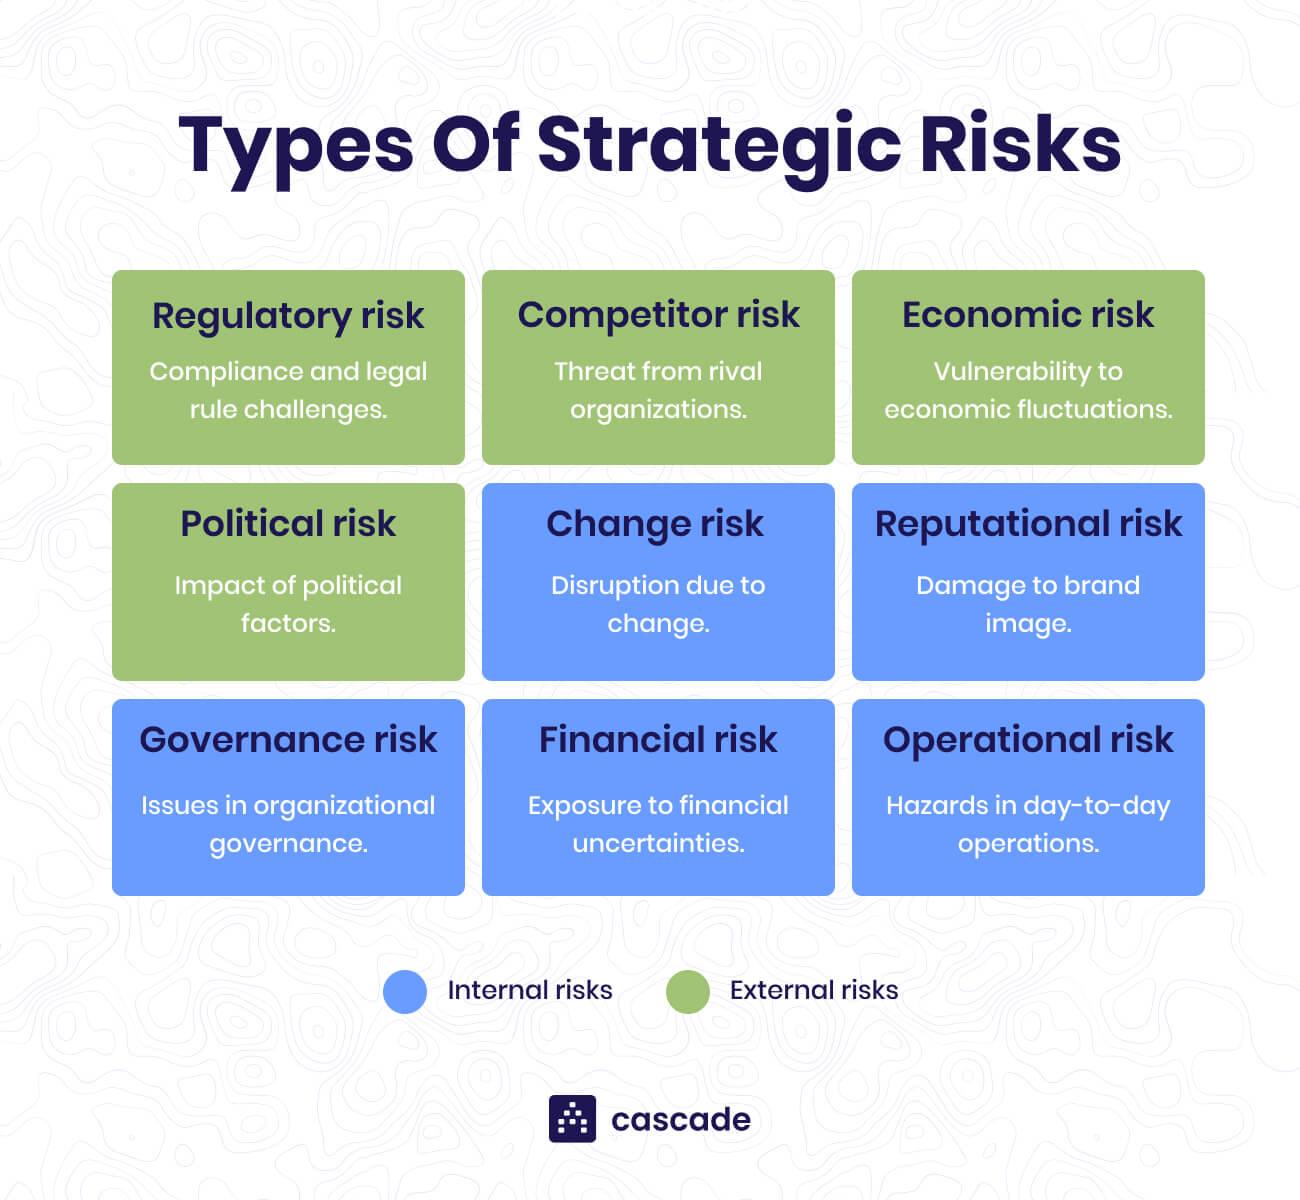 Types Of Strategic Risks
Regulatory risk
Compliance and legal
rule challenges.
Competitor risk
Threat from rival
organizations.
Economic risk
Vulnerability to
economic fluctuations.
Political risk
Impact of political
factors.
Change risk
Disruption due to
change.
Reputational risk
Damage to brand
image.
Governance risk
Issues in organizational
governance.
Financial risk
Exposure to financial
uncertainties.
Operational risk
Hazards in day-to-day
operations.
Internal risks
External risks
cascade